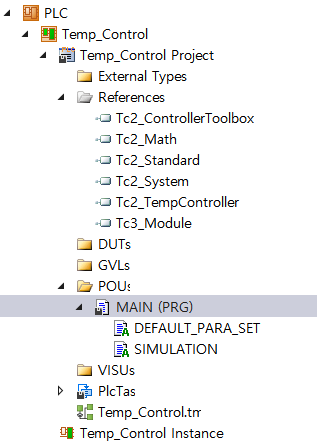 PLC
Temp_Control
Temp_Control Project
External Types
References
Tc2_ControllerToolbox
Tc2_Math
Tc2_Standard
Tc2_System
Tc2_TempController
Tc3_Module
DUTs
GVLs
POUs
MAIN (PRG)
DEFAULT_PARA_SET
SIMULATION
VISUs
PlcTas
Temp_Control.tm
Temp_Control Instance